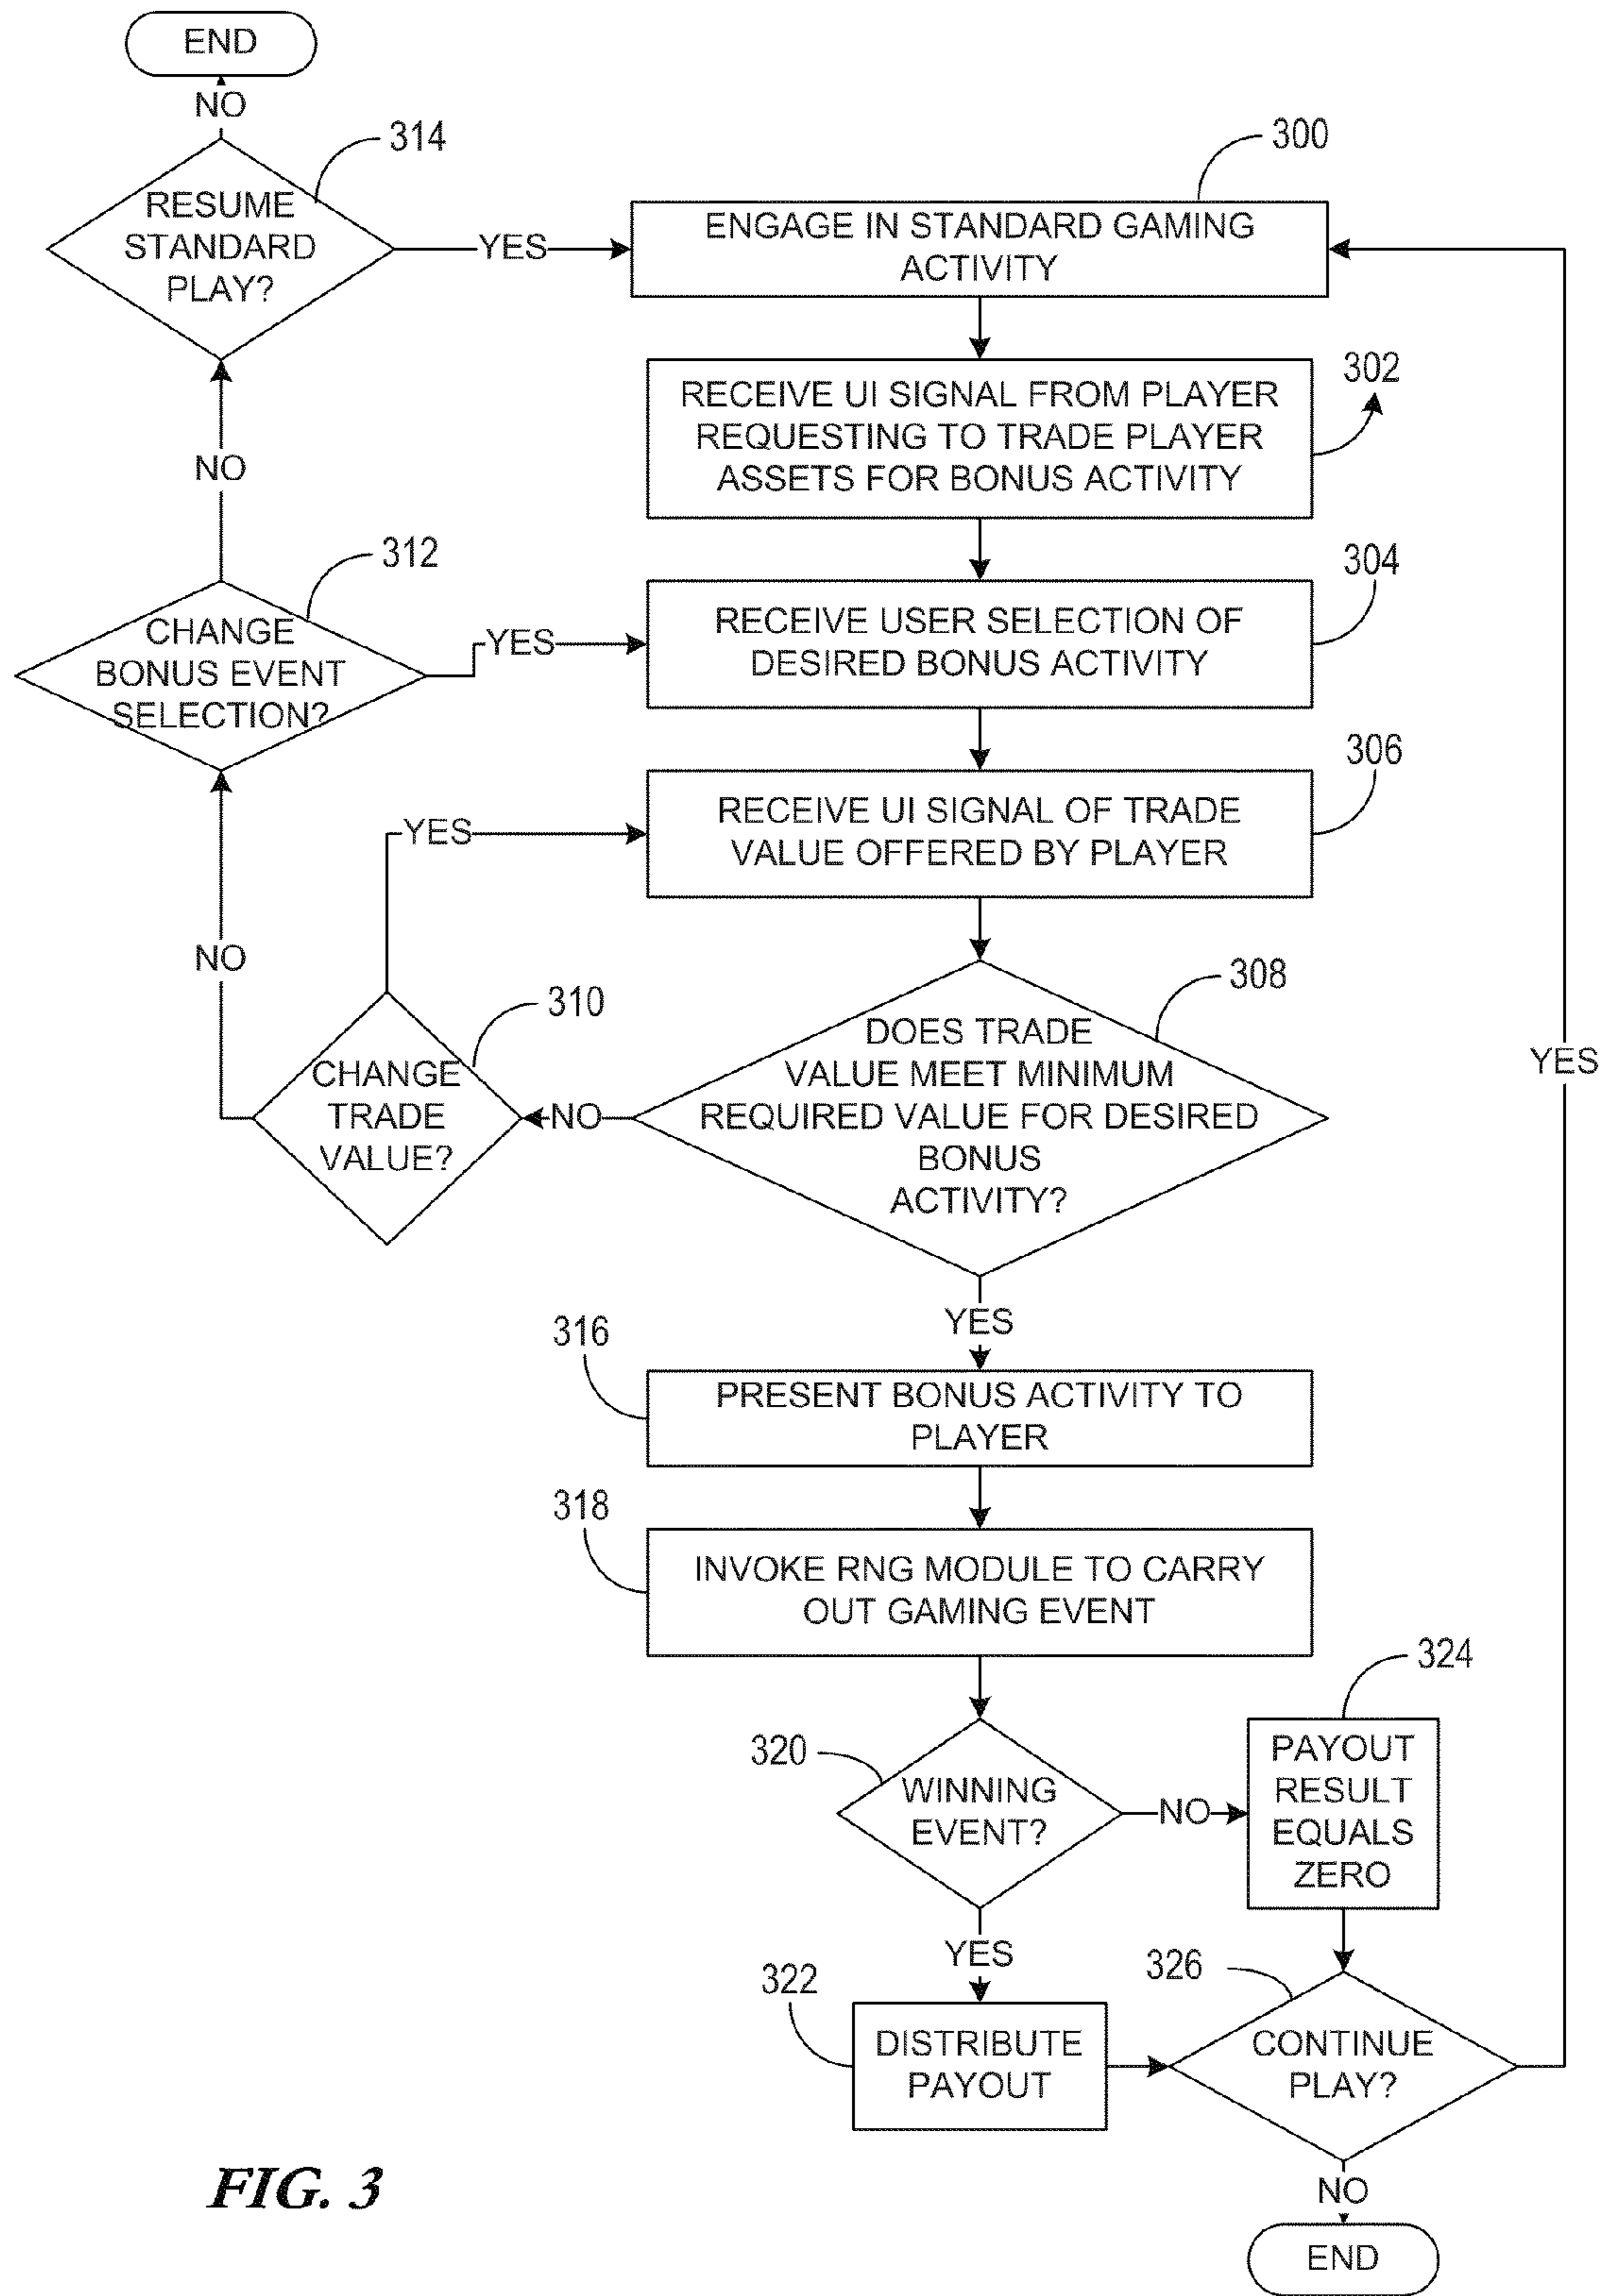 END
NO
314
RESUME
STANDARD
PLAY?
YES
300
ENGAGE IN STANDARD GAMING
ACTIVITY
302
RECEIVE UI SIGNAL FROM PLAYER
REQUESTING TO TRADE PLAYER
ASSETS FOR BONUS ACTIVITY
NO
312
CHANGE
BONUS EVENT
SELECTION?
YES
304
RECEIVE USER SELECTION OF
DESIRED BONUS ACTIVITY
306
RECEIVE UI SIGNAL OF TRADE
VALUE OFFERED BY PLAYER
YES
NO
310
CHANGE
TRADE
VALUE?
NO
308
DOES TRADE
VALUE MEET MINIMUM
REQUIRED VALUE FOR DESIRED
BONUS
ACTIVITY?
YES
YES
316
PRESENT BONUS ACTIVITY TO
PLAYER
318
INVOKE RNG MODULE TO CARRY
OUT GAMING EVENT
320
WINNING
EVENT?
NO
324
PAYOUT
RESULT
EQUALS
ZERO
YES
322
DISTRIBUTE
PAYOUT
326
CONTINUE
PLAY?
NO
END
FIG. 3